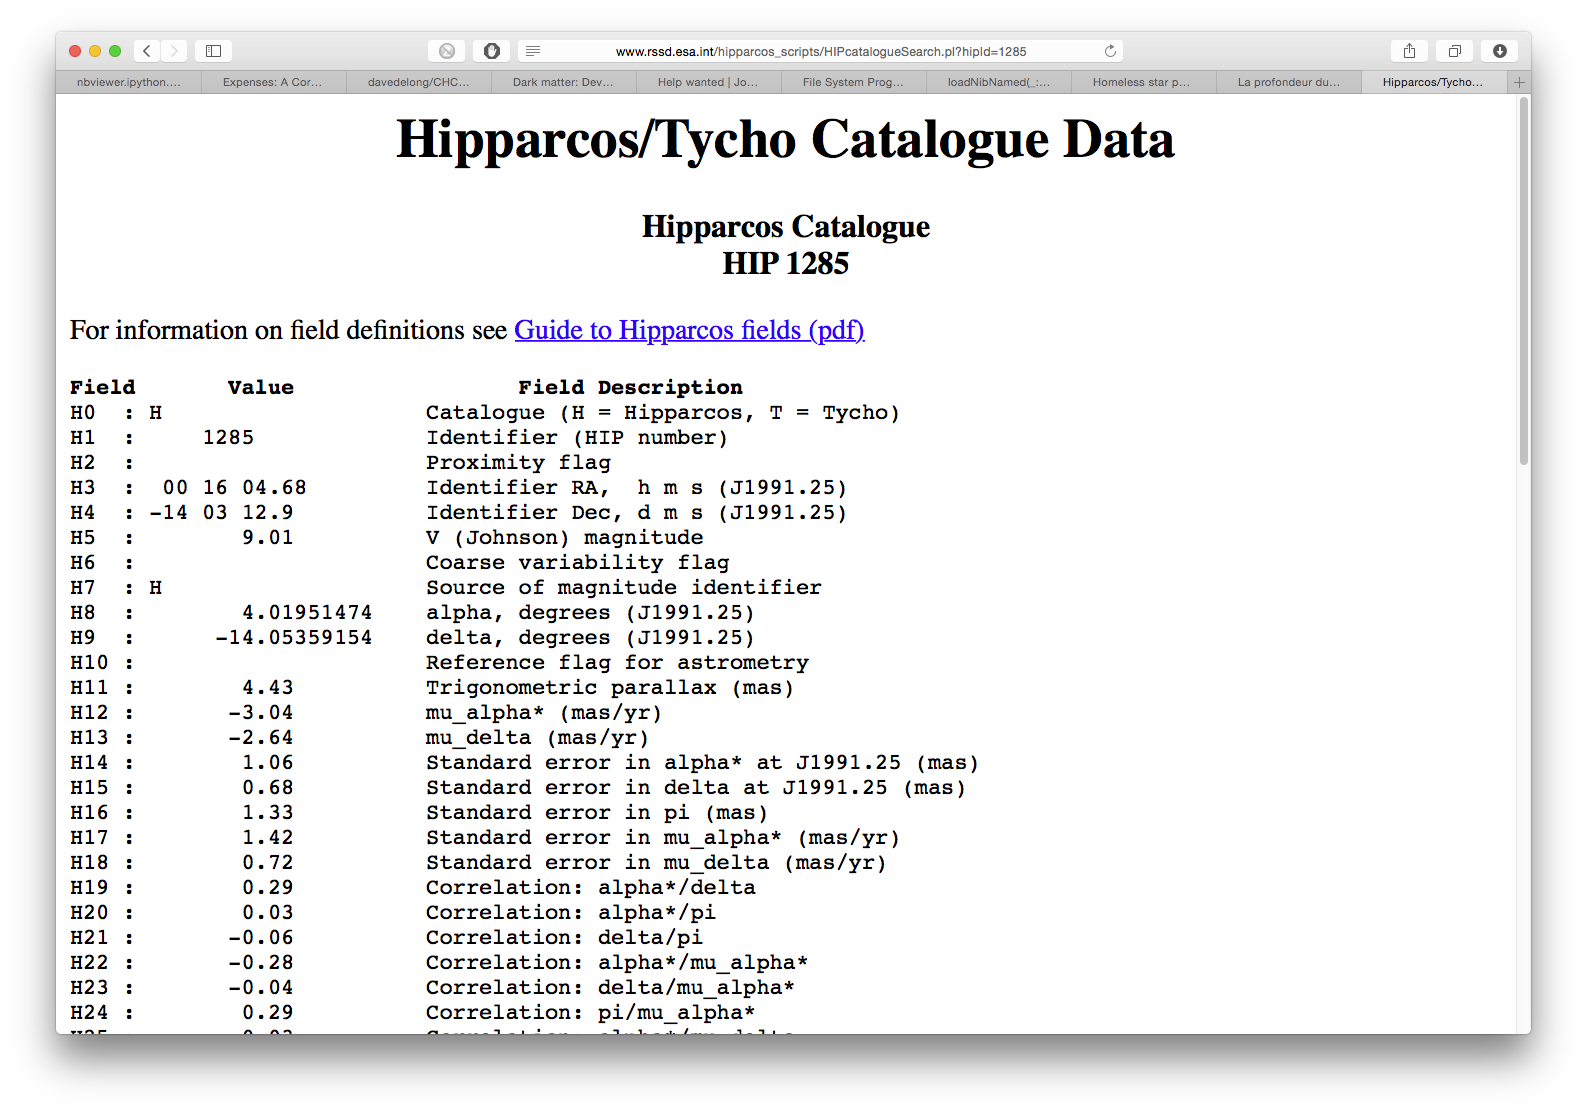 www.rssd.esa.int/hipparcos_scripts/HIPcatalogueSearch.pl?hipId=1285
nbviewer.ipython.... Expenses: A Cor... davedelong/CHC... Dark matter: Dev... Help wanted | Jo... File System Prog... loadNibNamed(_:... Homeless star p... La profondeur du... Hipparcos/Tycho...
Hipparcos/Tycho Catalogue Data
Hipparcos Catalogue
HIP 1285
For information on field definitions see Guide to Hipparcos fields (pdf)
Field Value Field Description
H0 : H Catalogue (H = Hipparcos, T = Tycho)
H1 : 1285 Identifier (HIP number)
H2 : Proximity flag
H3 : 00 16 04.68 Identifier RA, h m s (J1991.25)
H4 : -14 03 12.9 Identifier Dec, d m s (J1991.25)
H5 : 9.01 V (Johnson) magnitude
H6 : Coarse variability flag
H7 : H Source of magnitude identifier
H8 : 4.01951474 alpha, degrees (J1991.25)
H9 : -14.05359154 delta, degrees (J1991.25)
H10 : Reference flag for astrometry
H11 : 4.43 Trigonometric parallax (mas)
H12 : -3.04 mu_alpha* (mas/yr)
H13 : -2.64 mu_delta (mas/yr)
H14 : 1.06 Standard error in alpha* at J1991.25 (mas)
H15 : 0.68 Standard error in delta at J1991.25 (mas)
H16 : 1.33 Standard error in pi (mas)
H17 : 1.42 Standard error in mu_alpha* (mas/yr)
H18 : 0.72 Standard error in mu_delta (mas/yr)
H19 : 0.29 Correlation: alpha*/delta
H20 : 0.03 Correlation: alpha*/pi
H21 : -0.06 Correlation: delta/pi
H22 : -0.28 Correlation: alpha*/mu_alpha*
H23 : -0.04 Correlation: delta/mu_alpha*
H24 : 0.29 Correlation: pi/mu_alpha*